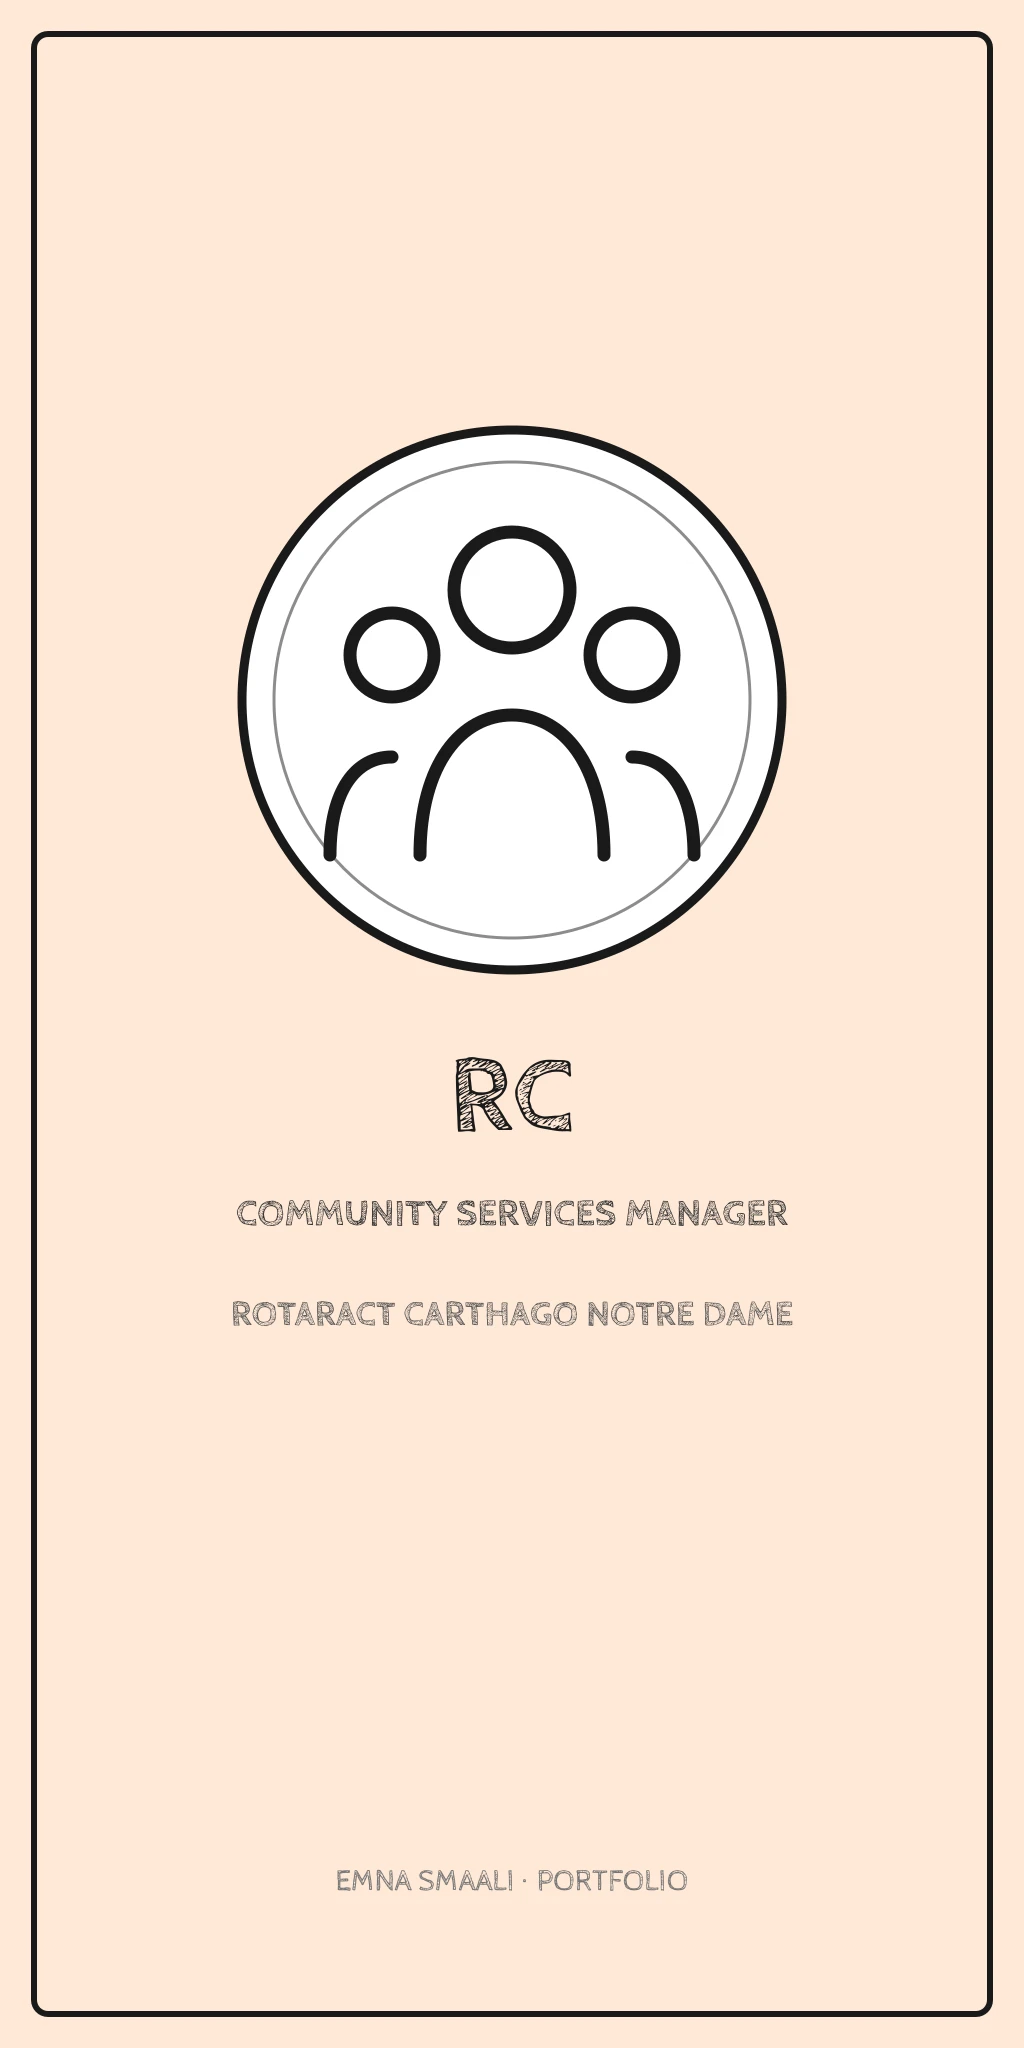 RC
COMMUNITY SERVICES MANAGER
ROTARACT CARTHAGO NOTRE DAME
EMNA SMAALI · PORTFOLIO